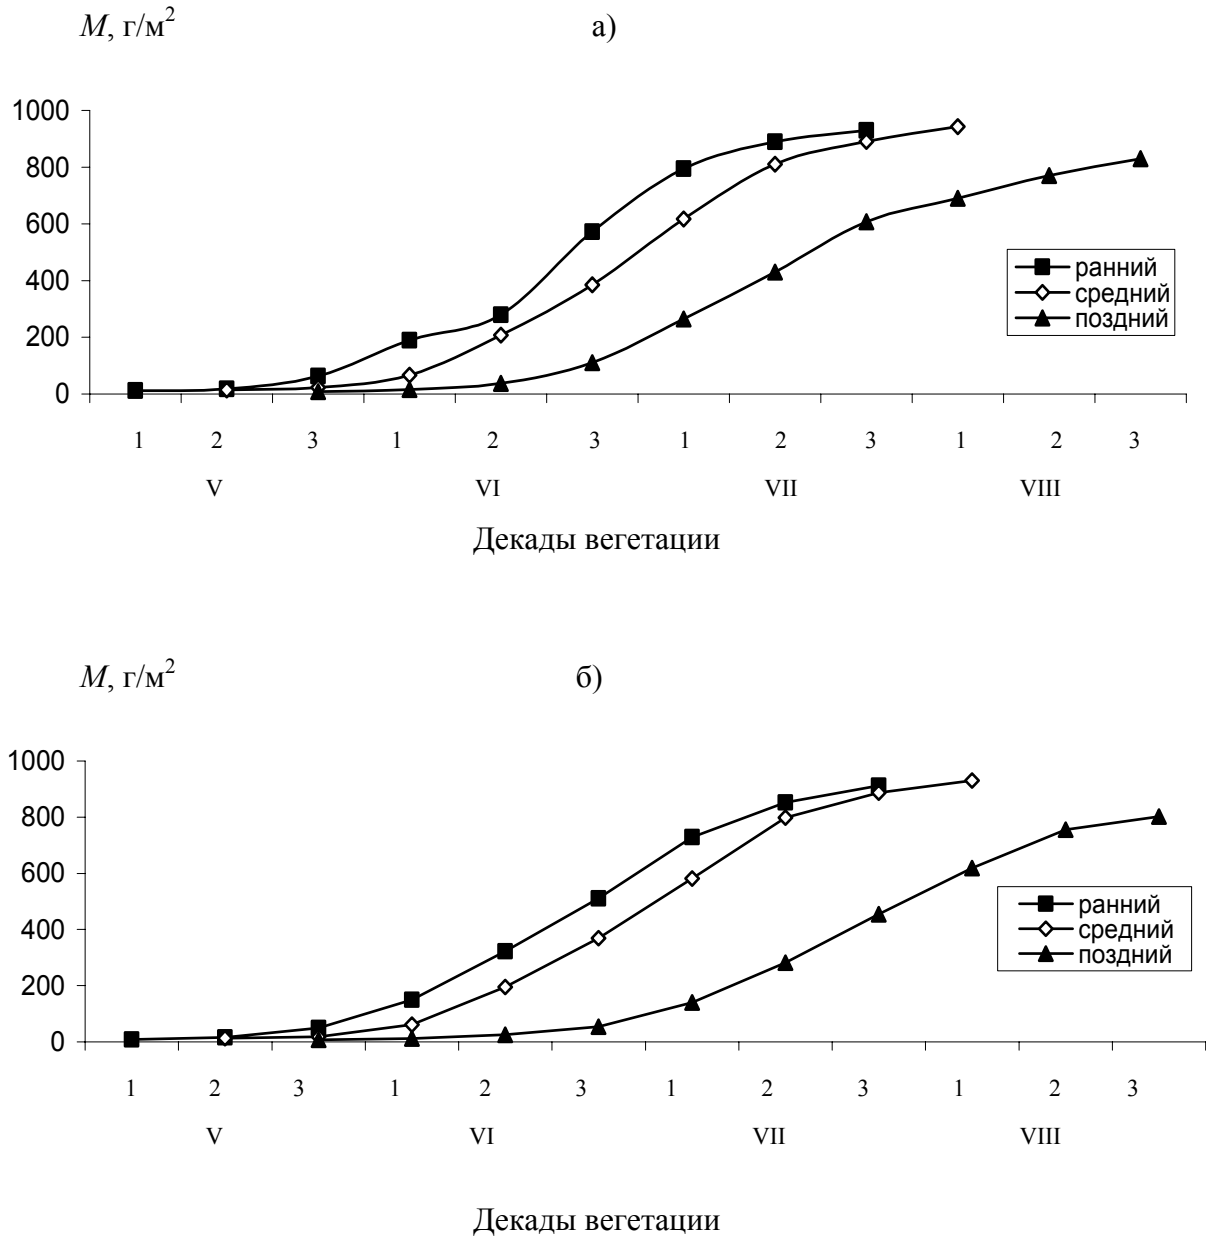 M, г/м2 а)
1000
800
600
400
200
0
ранний
средний
поздний
1 2 3 1 2 3 1 2 3 1 2 3
V VI VII VIII
Декады вегетации
M, г/м2 б)
1000
800
600
400
200
0
ранний
средний
поздний
1 2 3 1 2 3 1 2 3 1 2 3
V VI VII VIII
Декады вегетации